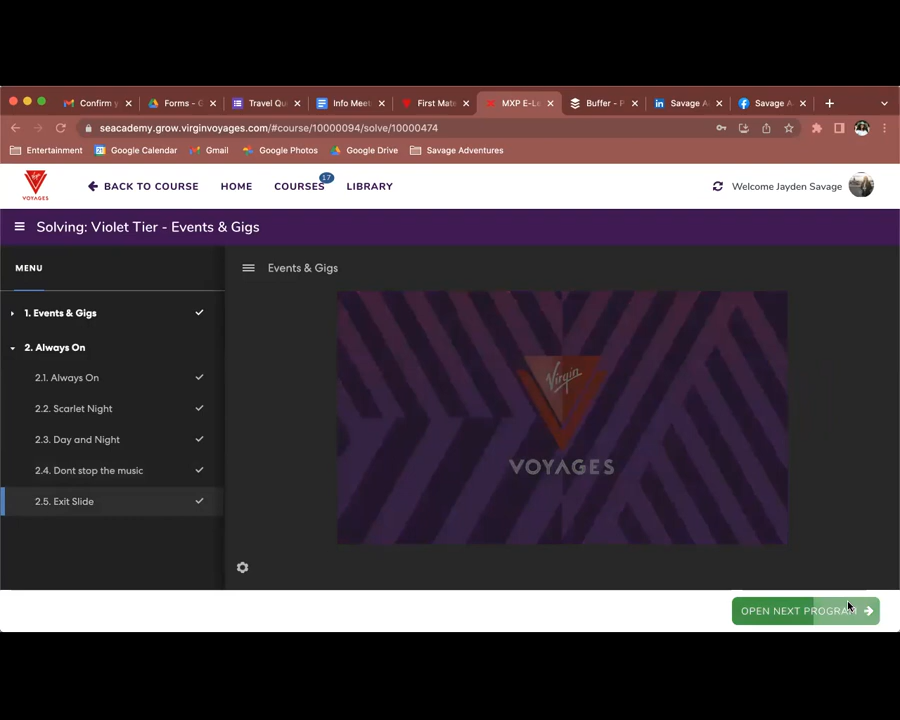 Confirm y
Forms - G
Travel Qu
Info Meet
First Mate
MXP E-Le
Buffer - P
Savage A
Savage A
seacademy.grow.virginvoyages.com/#course/10000094/solve/10000474
Entertainment
Google Calendar
Gmail
Google Photos
Google Drive
Savage Adventures
VOYAGES
BACK TO COURSE
HOME
COURSES
17
LIBRARY
Welcome Jayden Savage
Solving: Violet Tier - Events & Gigs
MENU
Events & Gigs
1. Events & Gigs
2. Always On
2.1. Always On
2.2. Scarlet Night
2.3. Day and Night
2.4. Dont stop the music
2.5. Exit Slide
Virgin
VOYAGES
OPEN NEXT PROGRAM